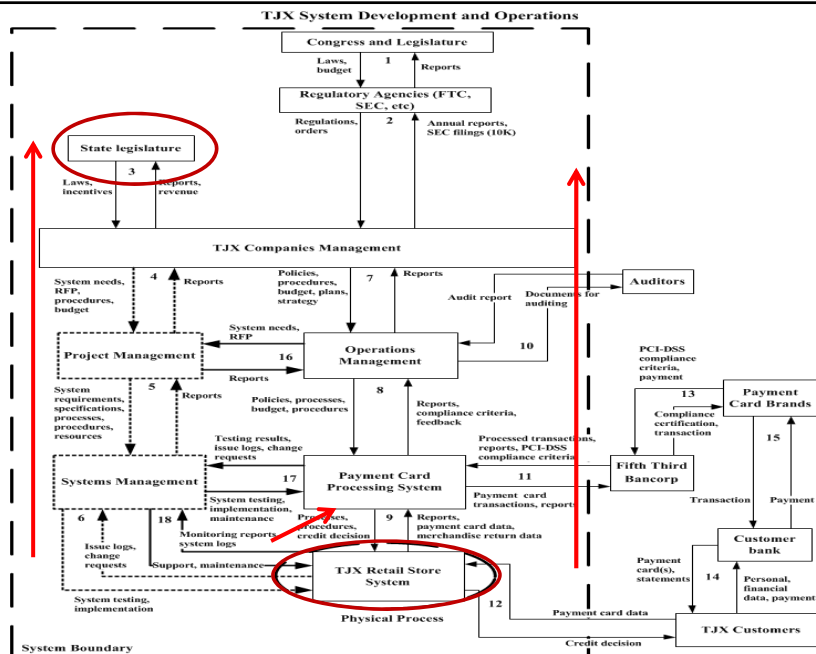 TJX System Development and Operations
Congress and Legislature
Laws,
budget
1
Reports
Regulatory Agencies (FTC,
SEC, etc)
Regulations,
orders
2
Annual reports,
SEC filings (10K)
State legislature
3
Laws,
incentives
Reports,
revenue
TJX Companies Management
System needs,
RFP,
procedures,
budget
4
Reports
Policies,
procedures,
budget, plans,
strategy
7
Reports
Audit report
Documents for
auditing
Auditors
System needs,
RFP
10
Project Management
16
Operations
Management
Reports
5
8
System
requirements,
specifications,
processes,
procedures,
resources
Reports
Policies, processes,
budget, procedures
Reports,
compliance criteria,
feedback
PCI-DSS
compliance
criteria,
payment
13
Payment
Card Brands
Compliance
certification,
transaction
15
Testing results,
issue logs, change
requests
Processed transactions,
reports, PCI-DSS
compliance criteria
Systems Management
17
Payment Card
Processing System
11
Fifth Third
Bancorp
System testing,
implementation,
maintenance
Payment card
transactions, reports
Transaction
Payment
6
18
Monitoring reports
system logs
Processes,
procedures,
credit decision
9
Reports,
payment card data,
merchandise return data
Issue logs,
change
requests
Support, maintenance
TJX Retail Store
System
Customer
bank
Payment
card(s),
statements
14
Personal,
financial
data, payment
System testing,
implementation
12
Payment card data
Physical Process
TJX Customers
Credit decision
System Boundary